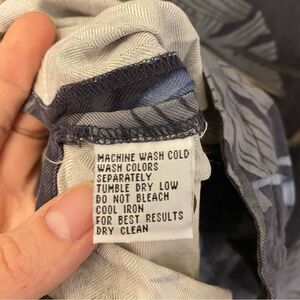 MACHINE WASH COLD
WASH COLORS
SEPARATELY
TUMBLE DRY LOW
DO NOT BLEACH
COOL IRON
FOR BEST RESULTS
DRY CLEAN